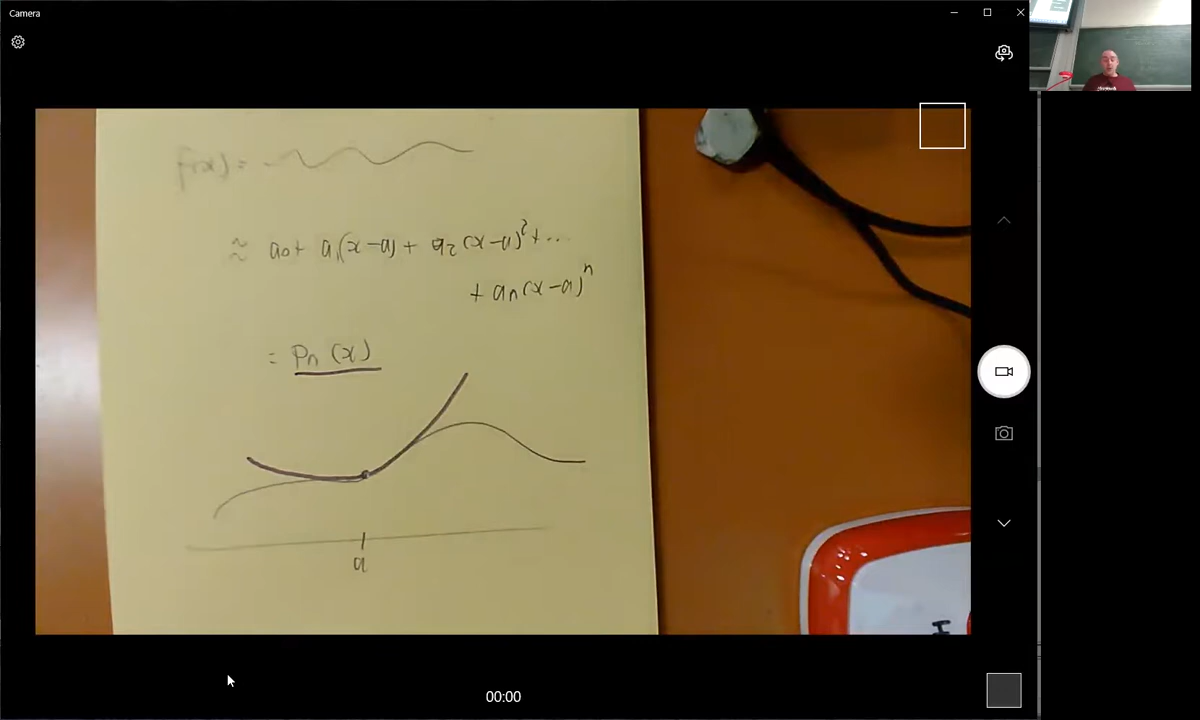 Camera
f(x) =
≈ a0+ a1(x-a) + a2(x-a)^2+...
+ an(x-a)^n
= Pn(x)
a
H
00:00